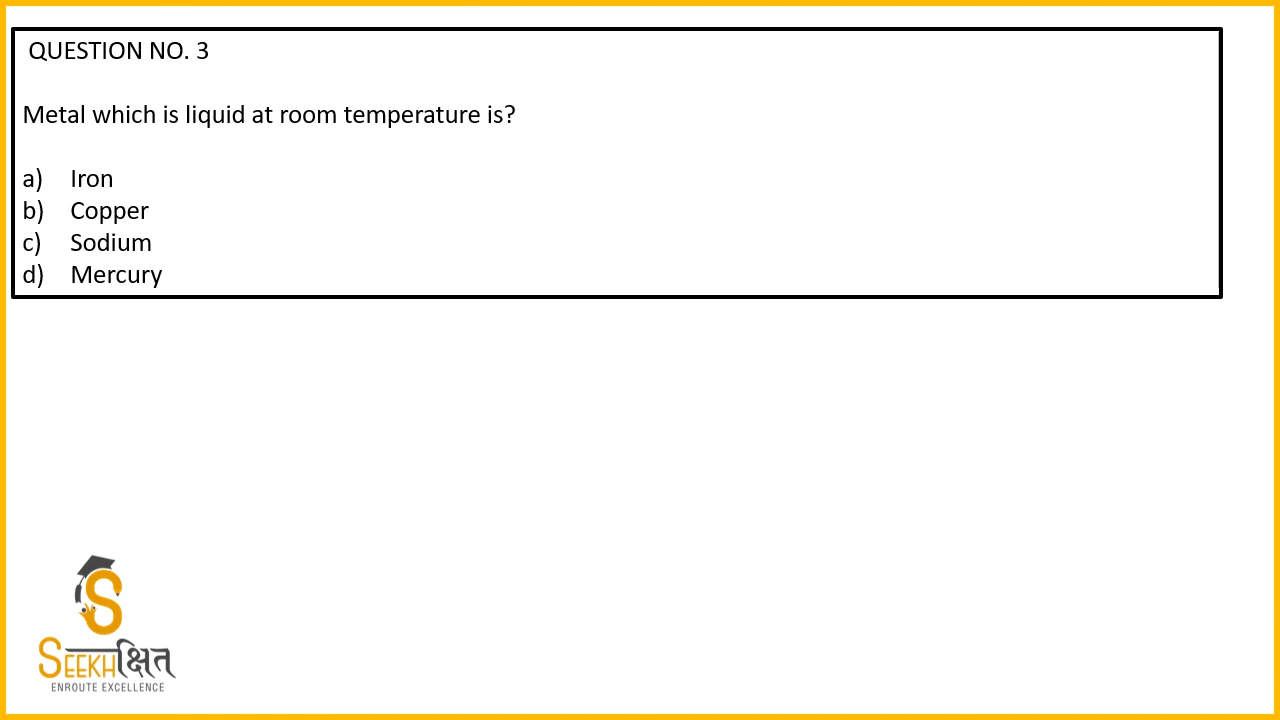 QUESTION NO. 3
Metal which is liquid at room temperature is?
a) Iron
b) Copper
c) Sodium
d) Mercury
S
SEEKHक्षित
ENROUTE EXCELLENCE